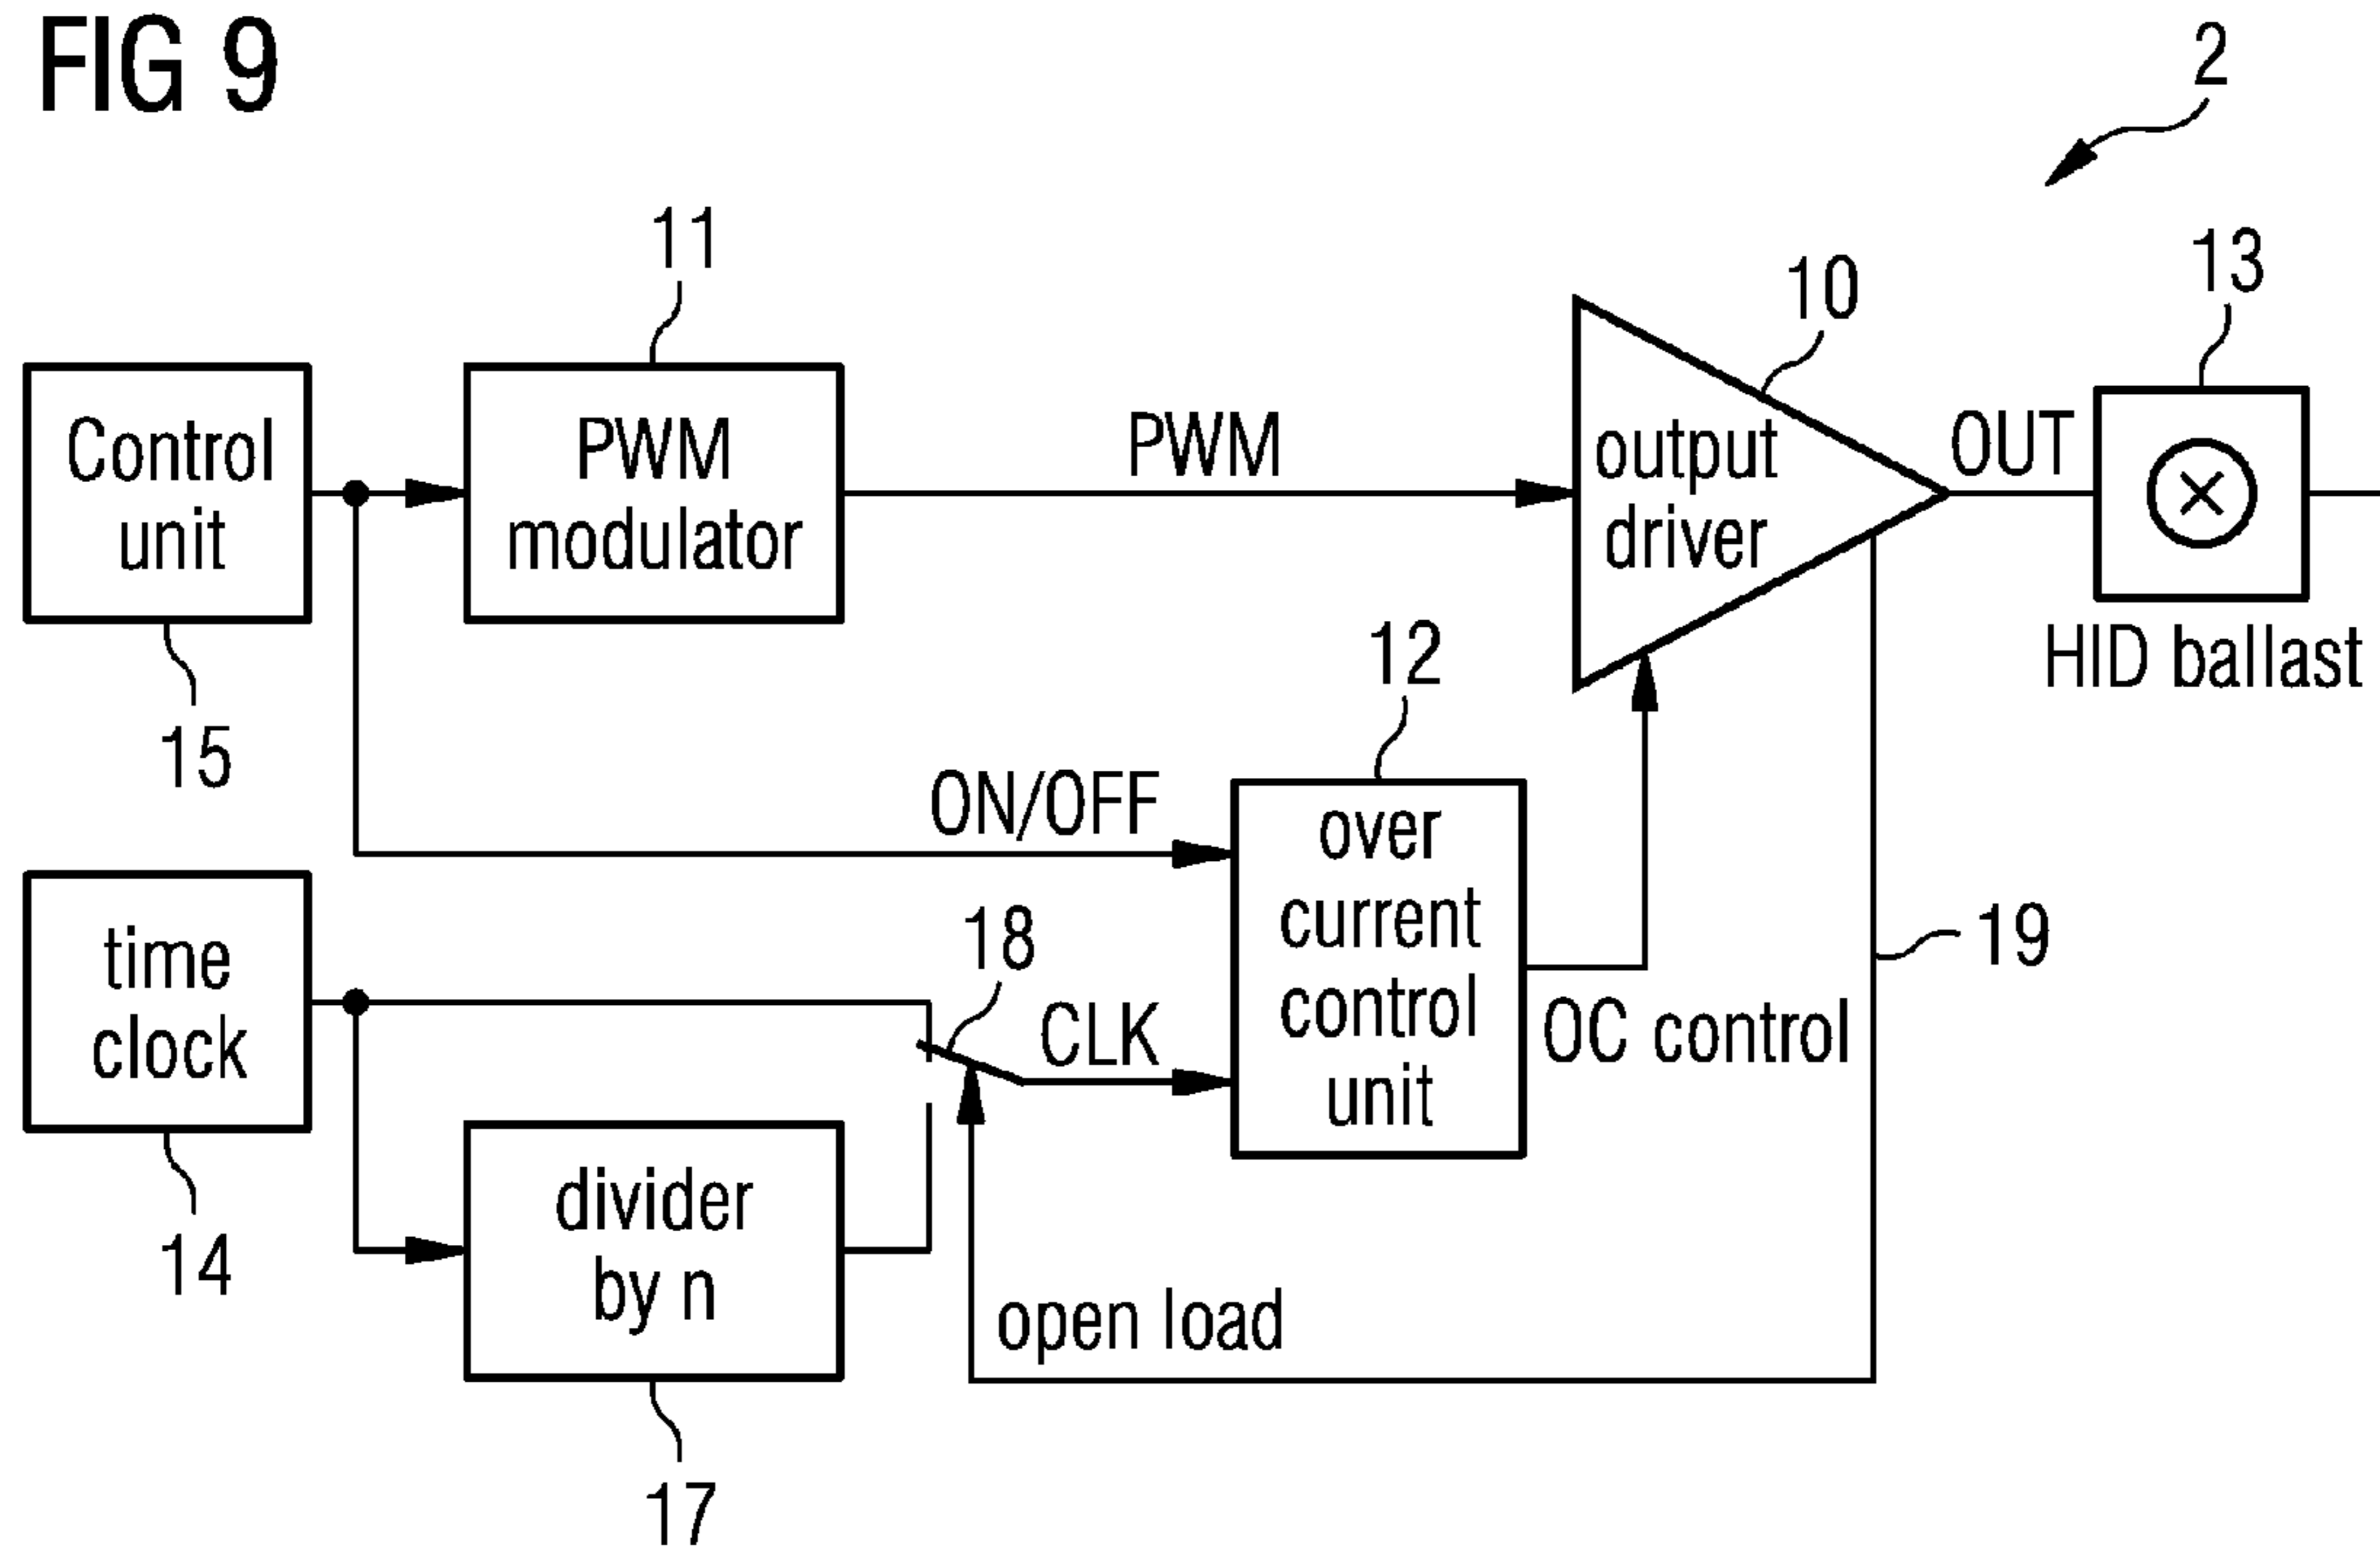 FIG 9
2
11
10
13
Control
unit
PWM
modulator
PWM
output
driver
OUT
HID ballast
15
12
ON/OFF
over
current
control
unit
time
clock
18
CLK
OC control
19
14
divider
by n
open load
17